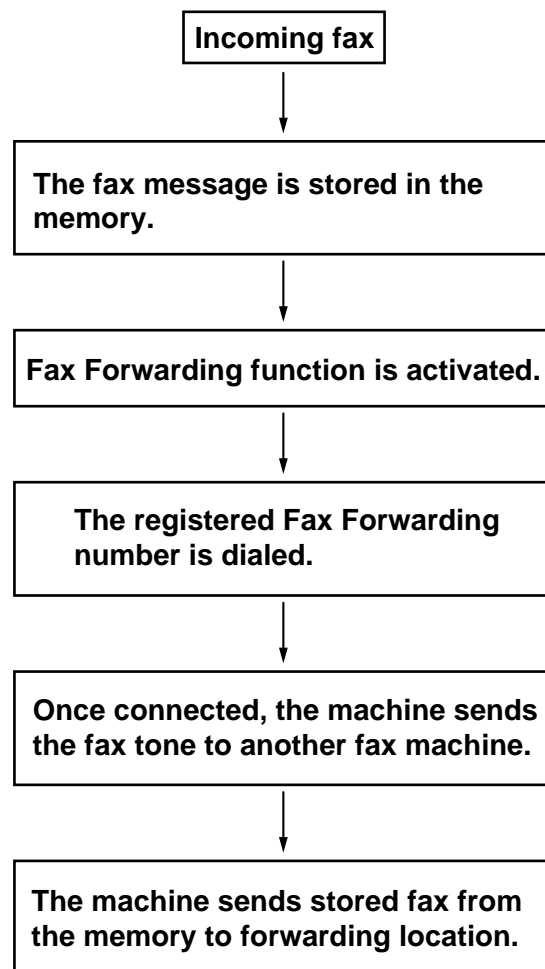 Incoming fax
The fax message is stored in the
memory.
Fax Forwarding function is activated.
The registered Fax Forwarding
number is dialed.
Once connected, the machine sends
the fax tone to another fax machine.
The machine sends stored fax from
the memory to forwarding location.